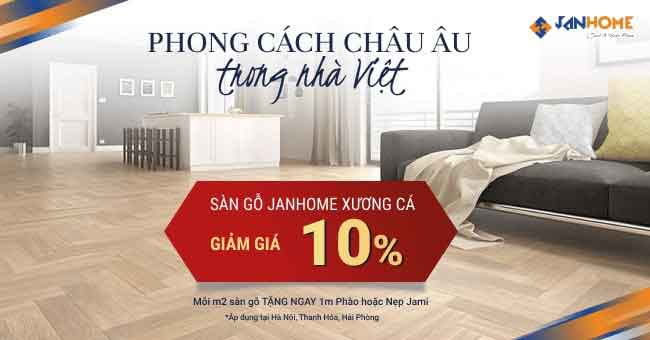 JANHOME
PHONG CÁCH CHÂU ÂU
trong nhà Việt
SÀN GỖ JANHOME XƯƠNG CÁ
GIẢM GIÁ 10%
Mỗi m2 sàn gỗ TẶNG NGAY 1m Phào hoặc Nẹp Jami
*Áp dụng tại Hà Nội, Thanh Hóa, Hải Phòng